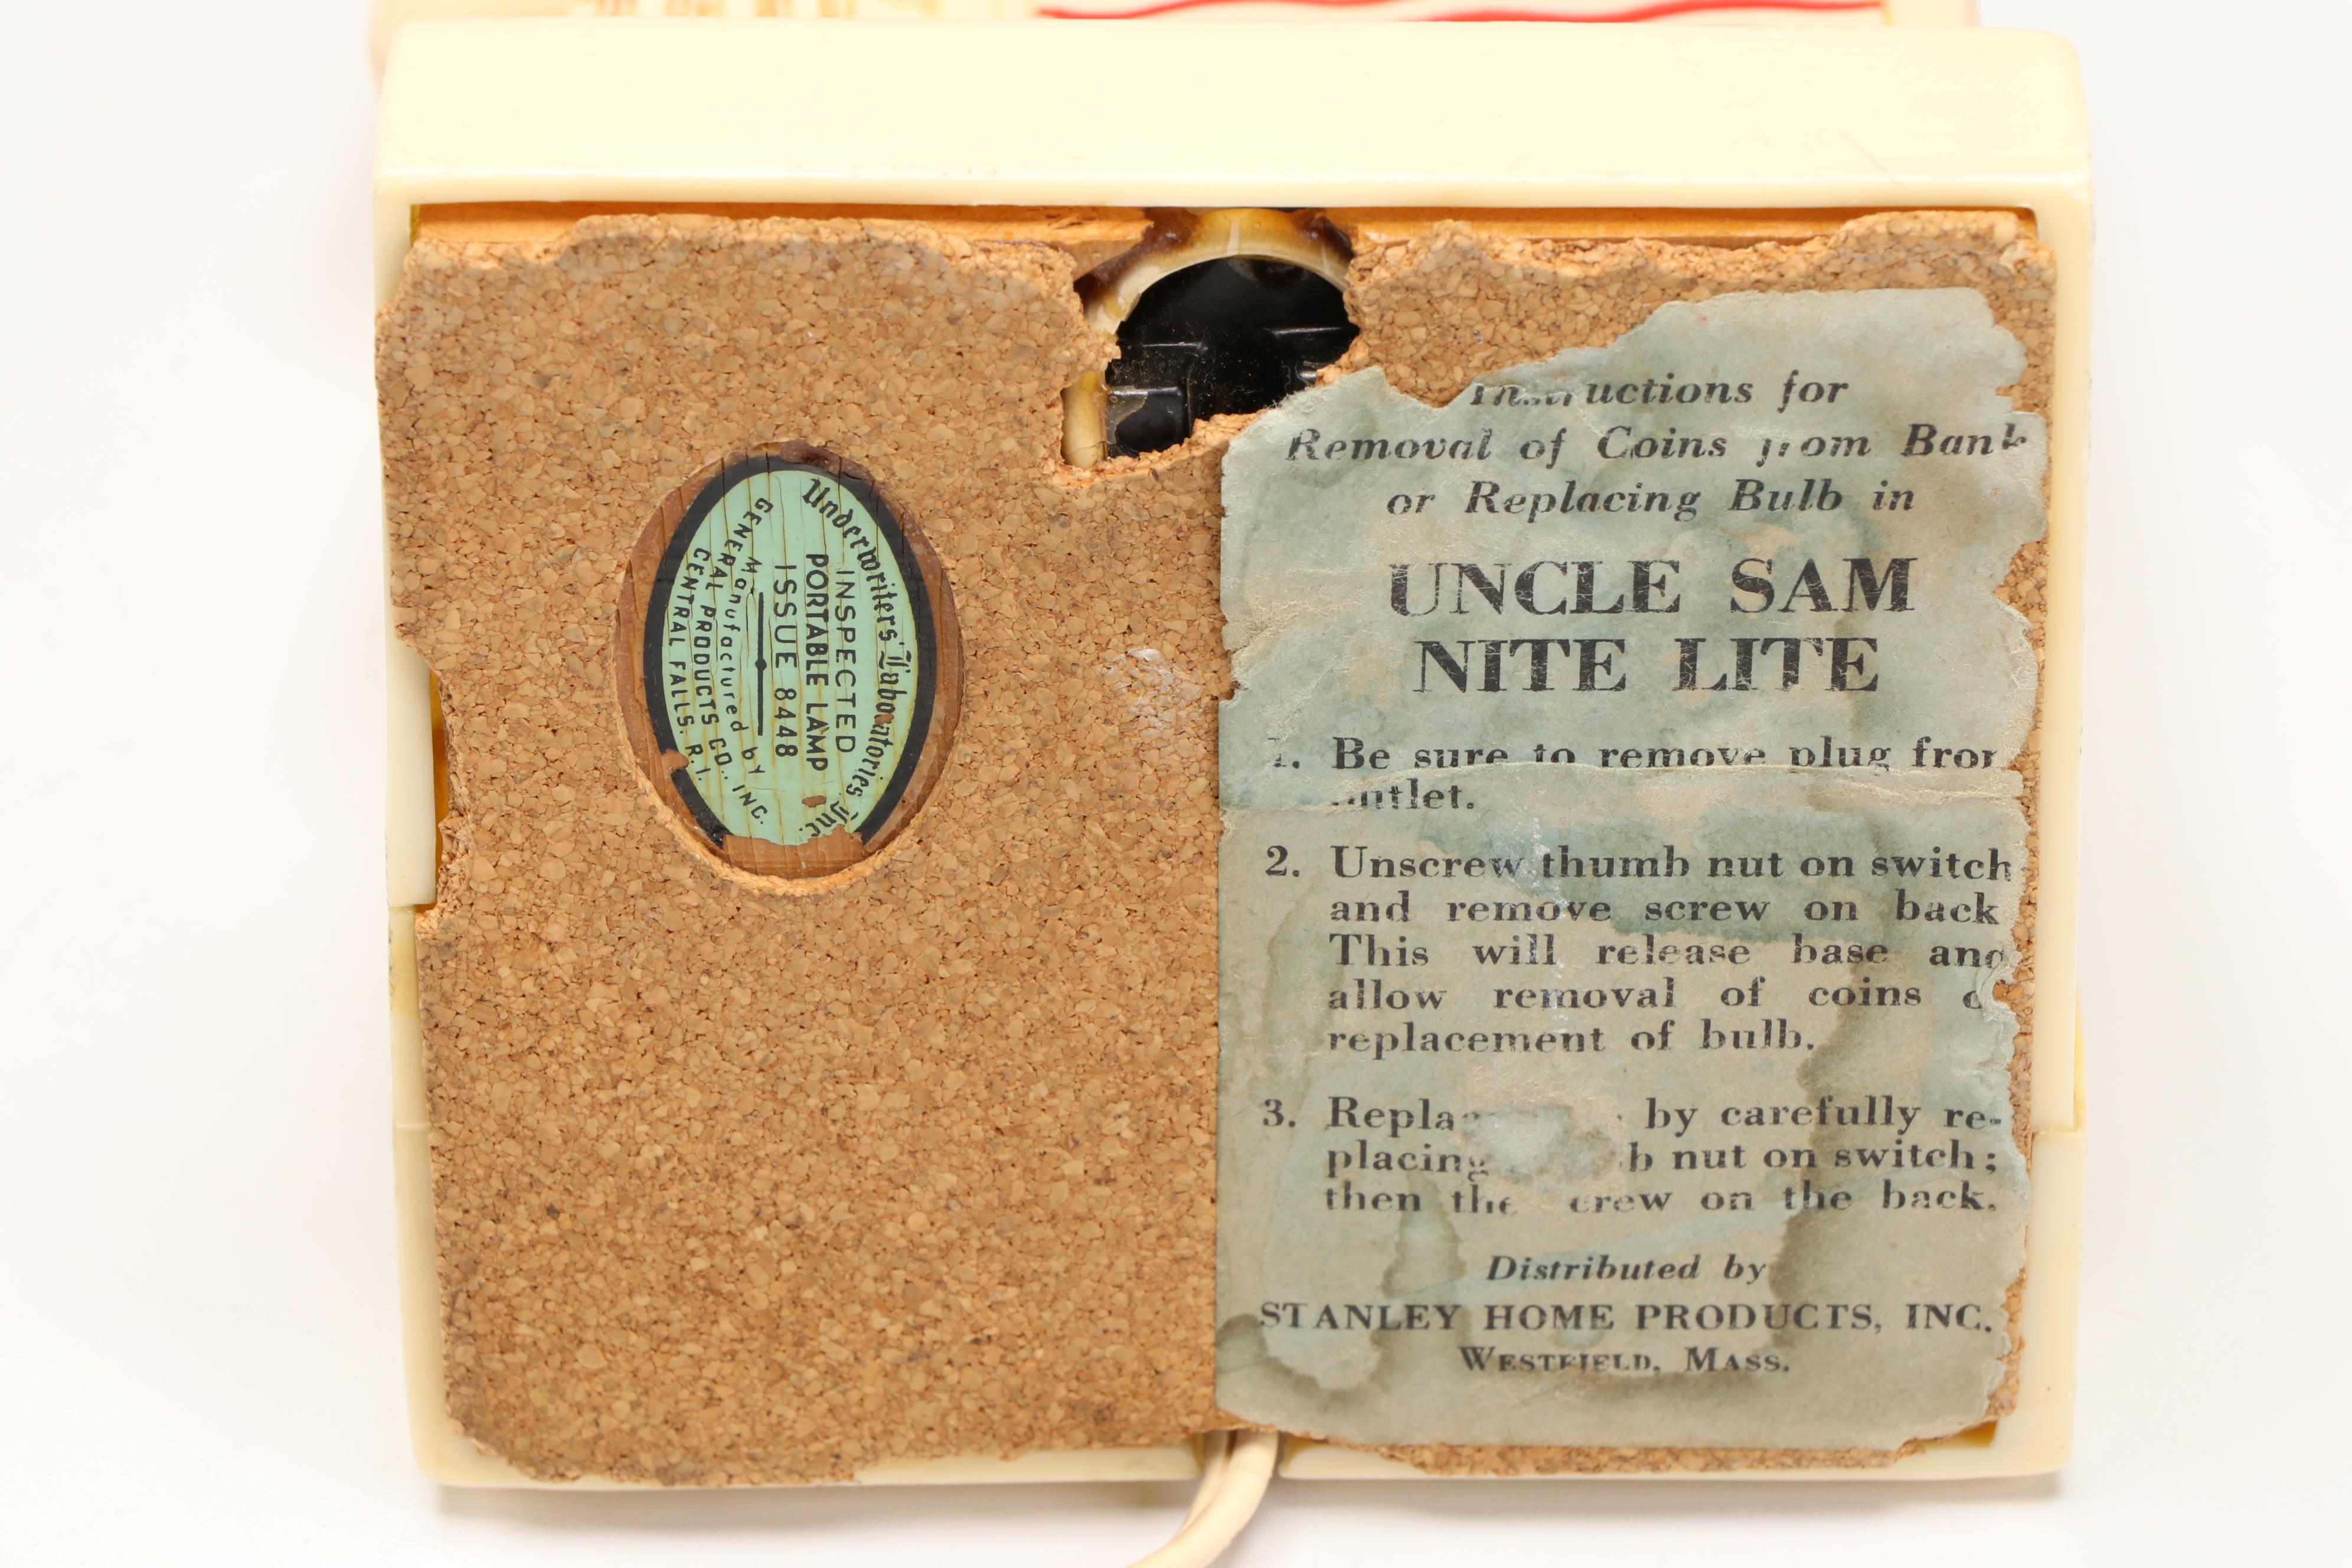 Underwriters' Laboratories Inc.
INSPECTED
PORTABLE LAMP
ISSUE 8448
Manufactured by
GENERAL PRODUCTS CO., INC.
CENTRAL FALLS, R.I.
Instructions for
Removal of Coins from Bank
or Replacing Bulb in
UNCLE SAM
NITE LITE
1. Be sure to remove plug from
outlet.
2. Unscrew thumb nut on switch
and remove screw on back
This will release base and
allow removal of coins
replacement of bulb.
3. by carefully re-
placing nut on switch;
then the screw on the back.
Distributed by
STANLEY HOME PRODUCTS, INC.
WESTFIELD, MASS.